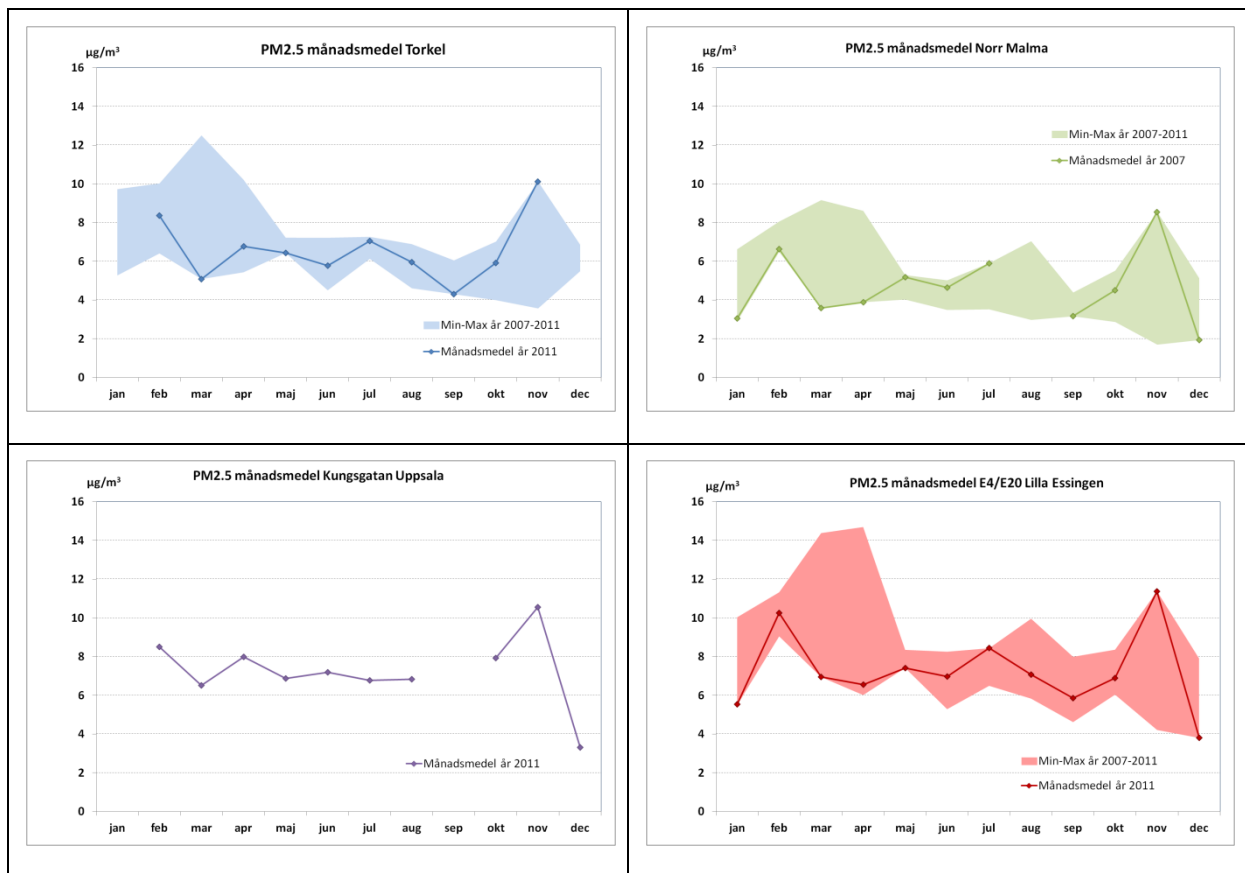 PM2.5 månadsmedel Torkel
µg/m³
16
14
12
10
8
6
4
2
0
Min-Max år 2007-2011
Månadsmedel år 2011
jan feb mar apr maj jun jul aug sep okt nov dec
PM2.5 månadsmedel Norr Malma
µg/m³
16
14
12
10
8
6
4
2
0
Min-Max år 2007-2011
Månadsmedel år 2007
jan feb mar apr maj jun jul aug sep okt nov dec
PM2.5 månadsmedel Kungsgatan Uppsala
µg/m³
16
14
12
10
8
6
4
2
0
Månadsmedel år 2011
jan feb mar apr maj jun jul aug sep okt nov dec
PM2.5 månadsmedel E4/E20 Lilla Essingen
µg/m³
16
14
12
10
8
6
4
2
0
Min-Max år 2007-2011
Månadsmedel år 2011
jan feb mar apr maj jun jul aug sep okt nov dec